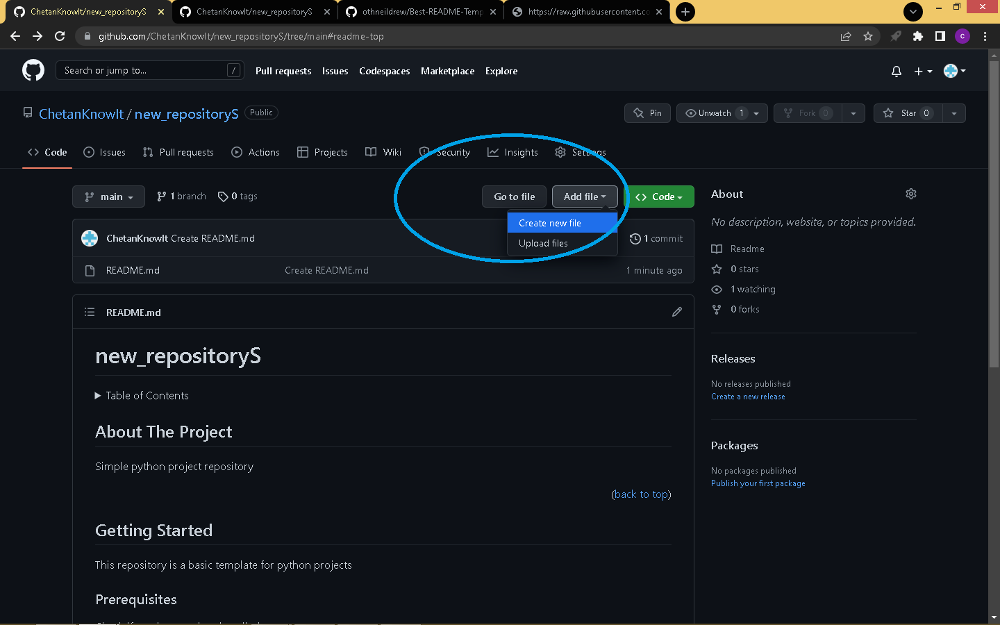 ChetanKnowIt/new_repositoryS
ChetanKnowIt/new_repositoryS
othneildrew/Best-README-Temp
https://raw.githubusercontent.co
github.com/ChetanKnowIt/new_repositoryS/tree/main#readme-top
C
Search or jump to...
/
Pull requests
Issues
Codespaces
Marketplace
Explore
ChetanKnowIt / new_repositoryS
Public
Pin
Unwatch 1
Fork 0
Star 0
Code
Issues
Pull requests
Actions
Projects
Wiki
Security
Insights
Settings
main
1 branch
0 tags
Go to file
Add file
Code
Create new file
Upload files
ChetanKnowIt Create README.md
1 commit
README.md
Create README.md
1 minute ago
README.md
new_repositoryS
Table of Contents
About The Project
Simple python project repository
(back to top)
Getting Started
This repository is a basic template for python projects
Prerequisites
About
No description, website, or topics provided.
Readme
0 stars
1 watching
0 forks
Releases
No releases published
Create a new release
Packages
No packages published
Publish your first package